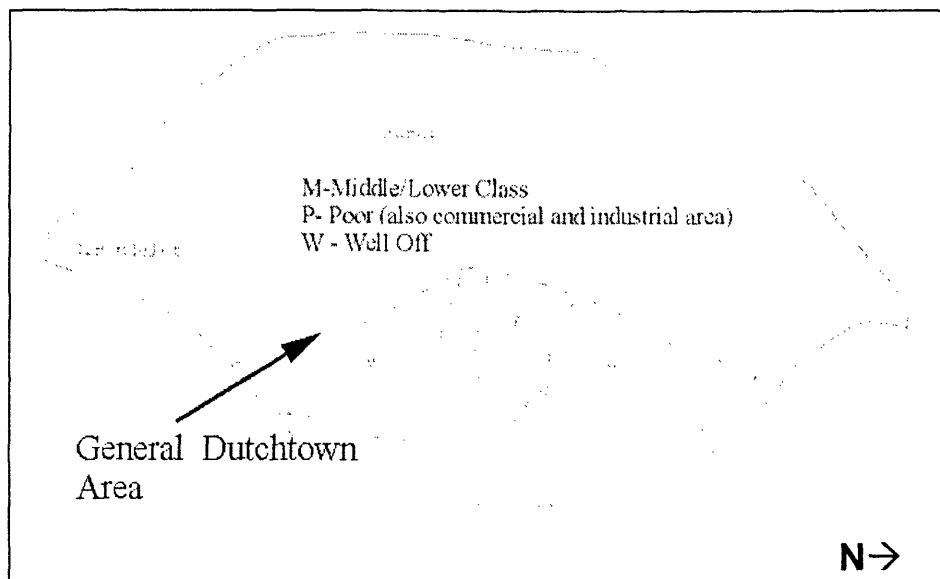 M-Middle/Lower Class
P- Poor (also commercial and industrial area)
W - Well Off
General Dutchtown
Area
N→